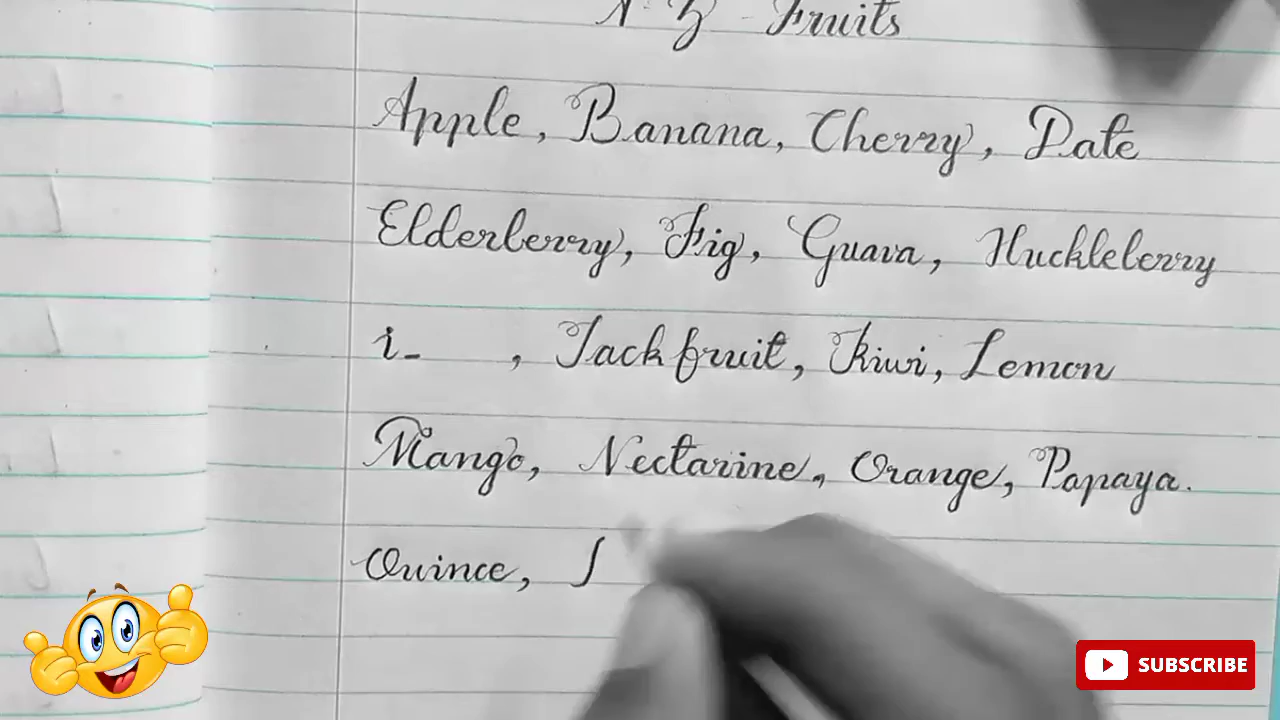 A-Z Fruits
Apple, Banana, Cherry, Date
Elderberry, Fig, Guava, Huckleberry
i- , Jackfruit, Kiwi, Lemon
Mango, Nectarine, Orange, Papaya.
Quince,
SUBSCRIBE